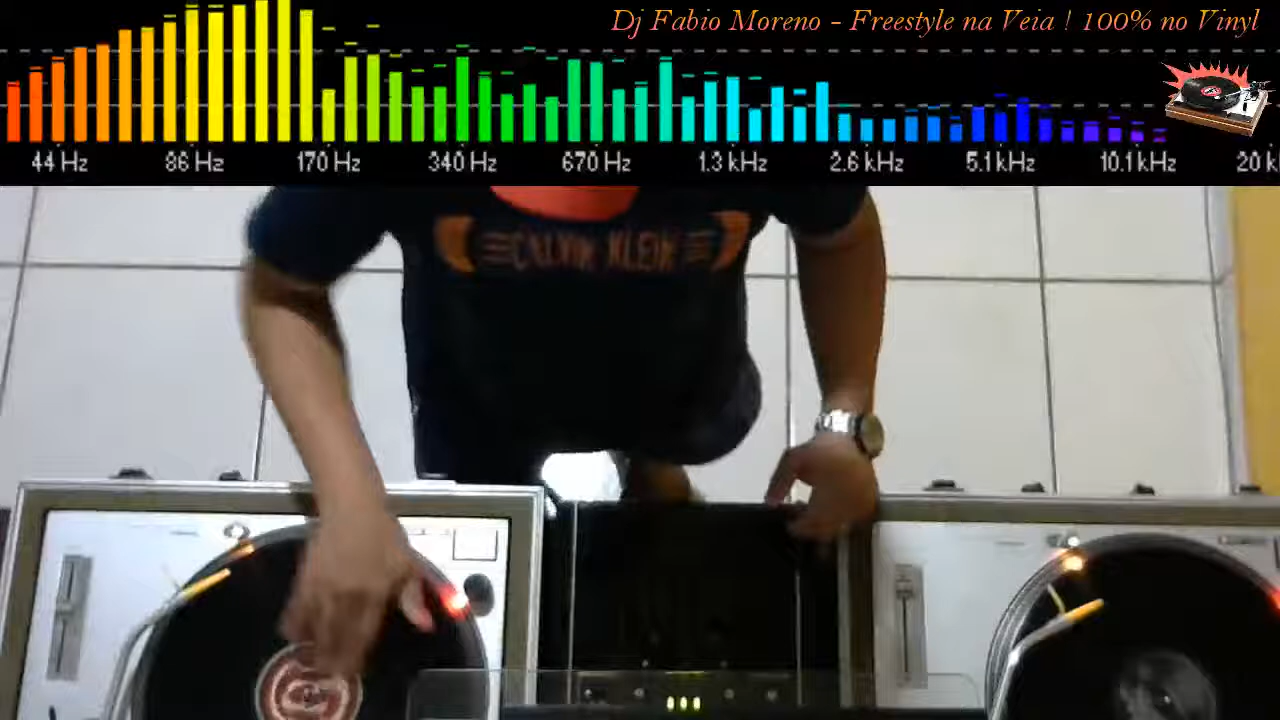 Dj Fabio Moreno - Freestyle na Veia ! 100% no Vinyl
44 Hz 86 Hz 170 Hz 340 Hz 670 Hz 1.3 kHz 2.6 kHz 5.1 kHz 10.1 kHz 20 k
CALVIN KLEIN